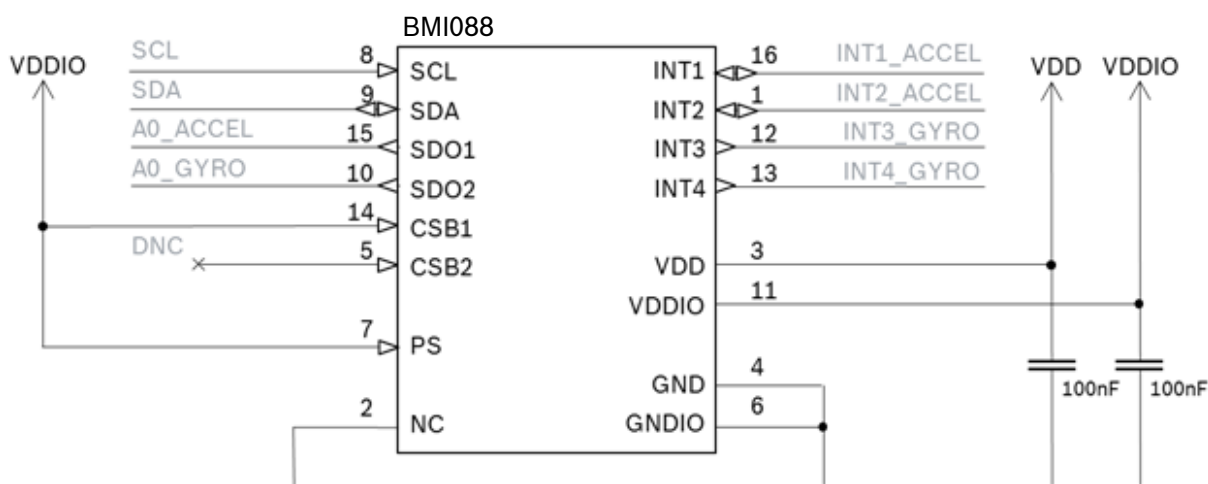 BMI088
VDDIO
SCL
8
SCL
SDA
9
SDA
A0_ACCEL
15
SDO1
A0_GYRO
10
SDO2
14
CSB1
DNC
5
CSB2
7
PS
2
NC
INT1
16
INT1_ACCEL
INT2
1
INT2_ACCEL
INT3
12
INT3_GYRO
INT4
13
INT4_GYRO
VDD
3
VDDIO
11
GND
4
GNDIO
6
VDD
VDDIO
100nF
100nF